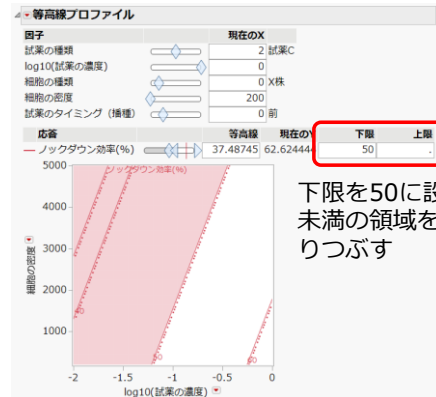 等高線プロファイル
因子 現在のX
試薬の種類 2 試薬C
log10(試薬の濃度) 0
細胞の種類 0 X株
細胞の密度 200
試薬のタイミング（播種） 0 前
応答 等高線 現在のY 下限 上限
ノックダウン効率(%) 37.48745 62.62444 50 .
ノックダウン効率(%)
下限を50に設
未満の領域を
りつぶす
5000
4000
3000
2000
1000
細胞の密度
-2 -1.5 -1 -0.5 0
log10(試薬の濃度)